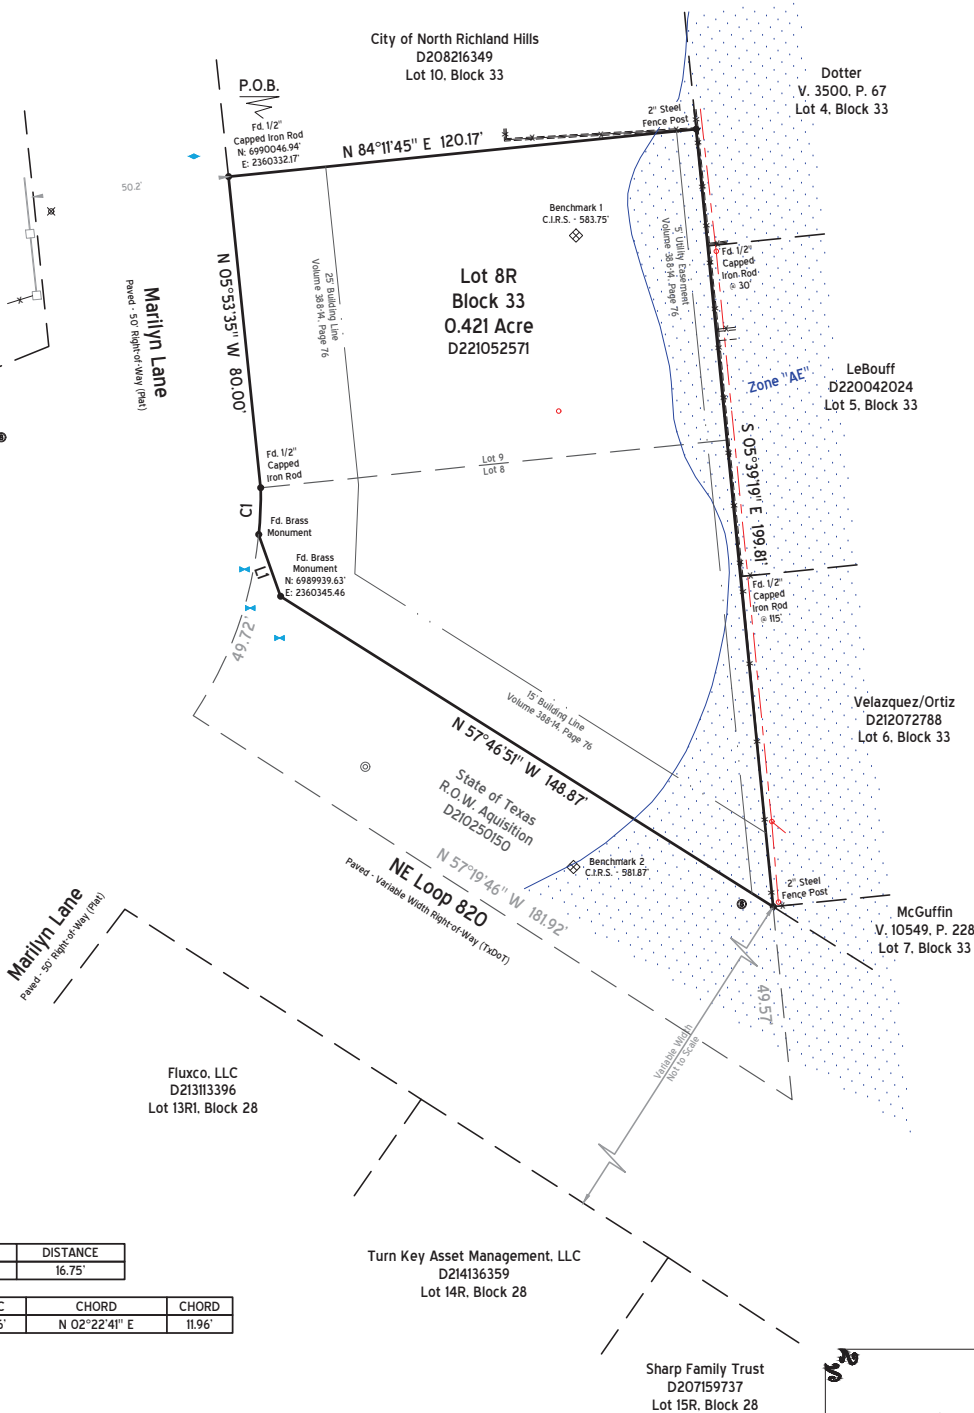 City of North Richland Hills
D208216349
Lot 10, Block 33
Dotter
V. 3500, P. 67
Lot 4, Block 33
P.O.B.
Fd. 1/2"
Capped Iron Rod
N: 6990046.94'
E: 2360332.17'
N 84°11'45" E 120.17'
2" Steel
Fence Post
50.2'
Benchmark 1
C.I.R.S. - 583.75'
5' Utility Easement
Volume 388-14, Page 76
Fd. 1/2"
Capped
Iron Rod
@ 30'
N 05°53'35" W 80.00'
25' Building Line
Volume 388-14, Page 76
Lot 8R
Block 33
0.421 Acre
D221052571
Marilyn Lane
Paved - 50' Right-of-Way (Plat)
Zone "AE"
LeBouff
D220042024
Lot 5, Block 33
S 05°39'19" E 199.81'
Fd. 1/2"
Capped
Iron Rod
Lot 9
Lot 8
C1
Fd. Brass
Monument
L1
Fd. Brass
Monument
N: 6989939.63'
E: 2360345.46
Fd. 1/2"
Capped
Iron Rod
@ 115'
49.72'
15' Building Line
Volume 388-14, Page 76
N 57°46'51" W 148.87'
Velazquez/Ortiz
D212072788
Lot 6, Block 33
State of Texas
R.O.W. Aquisition
D210250150
N 57°19'46" W 181.92'
NE Loop 820
Paved - Variable Width Right-of-Way (TxDoT)
Benchmark 2
C.I.R.S. - 581.87'
2" Steel
Fence Post
McGuffin
V. 10549, P. 228
Lot 7, Block 33
Marilyn Lane
Paved - 50' Right-of-Way (Plat)
49.57'
Variable Width
Not to Scale
Fluxco, LLC
D213113396
Lot 13R1, Block 28
DISTANCE
16.75'
C CHORD CHORD
6' N 02°22'41" E 11.96'
Turn Key Asset Management, LLC
D214136359
Lot 14R, Block 28
Sharp Family Trust
D207159737
Lot 15R, Block 28